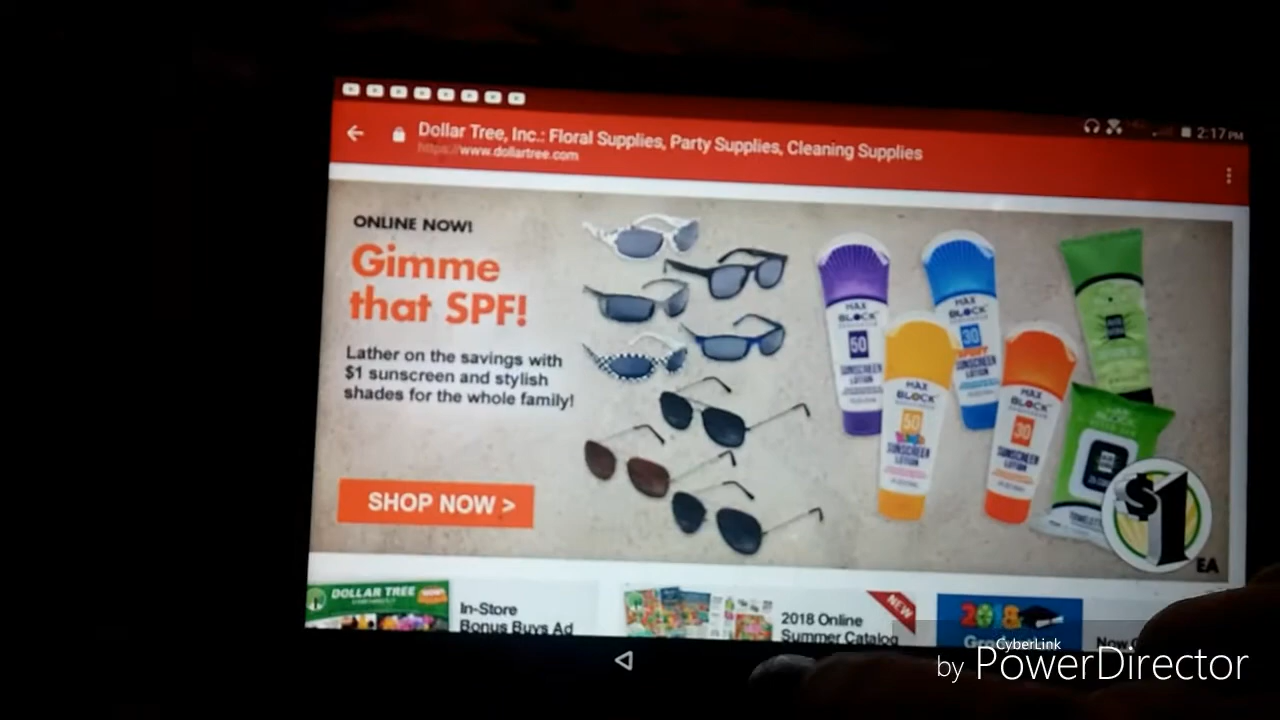 2:17 PM
Dollar Tree, Inc.: Floral Supplies, Party Supplies, Cleaning Supplies
https://www.dollartree.com
ONLINE NOW!
Gimme
that SPF!
Lather on the savings with
$1 sunscreen and stylish
shades for the whole family!
SHOP NOW >
MAX
BLOCK
50
SUNSCREEN
LOTION
MAX
BLOCK
30
SPORT
SUNSCREEN
LOTION
MAX
BLOCK
50
SUNSCREEN
LOTION
MAX
BLOCK
30
SUNSCREEN
LOTION
$1
EA
DOLLAR TREE
In-Store
Bonus Buys Ad
2018 Online
Summer Catalog
NEW
2018
CyberLink
by PowerDirector